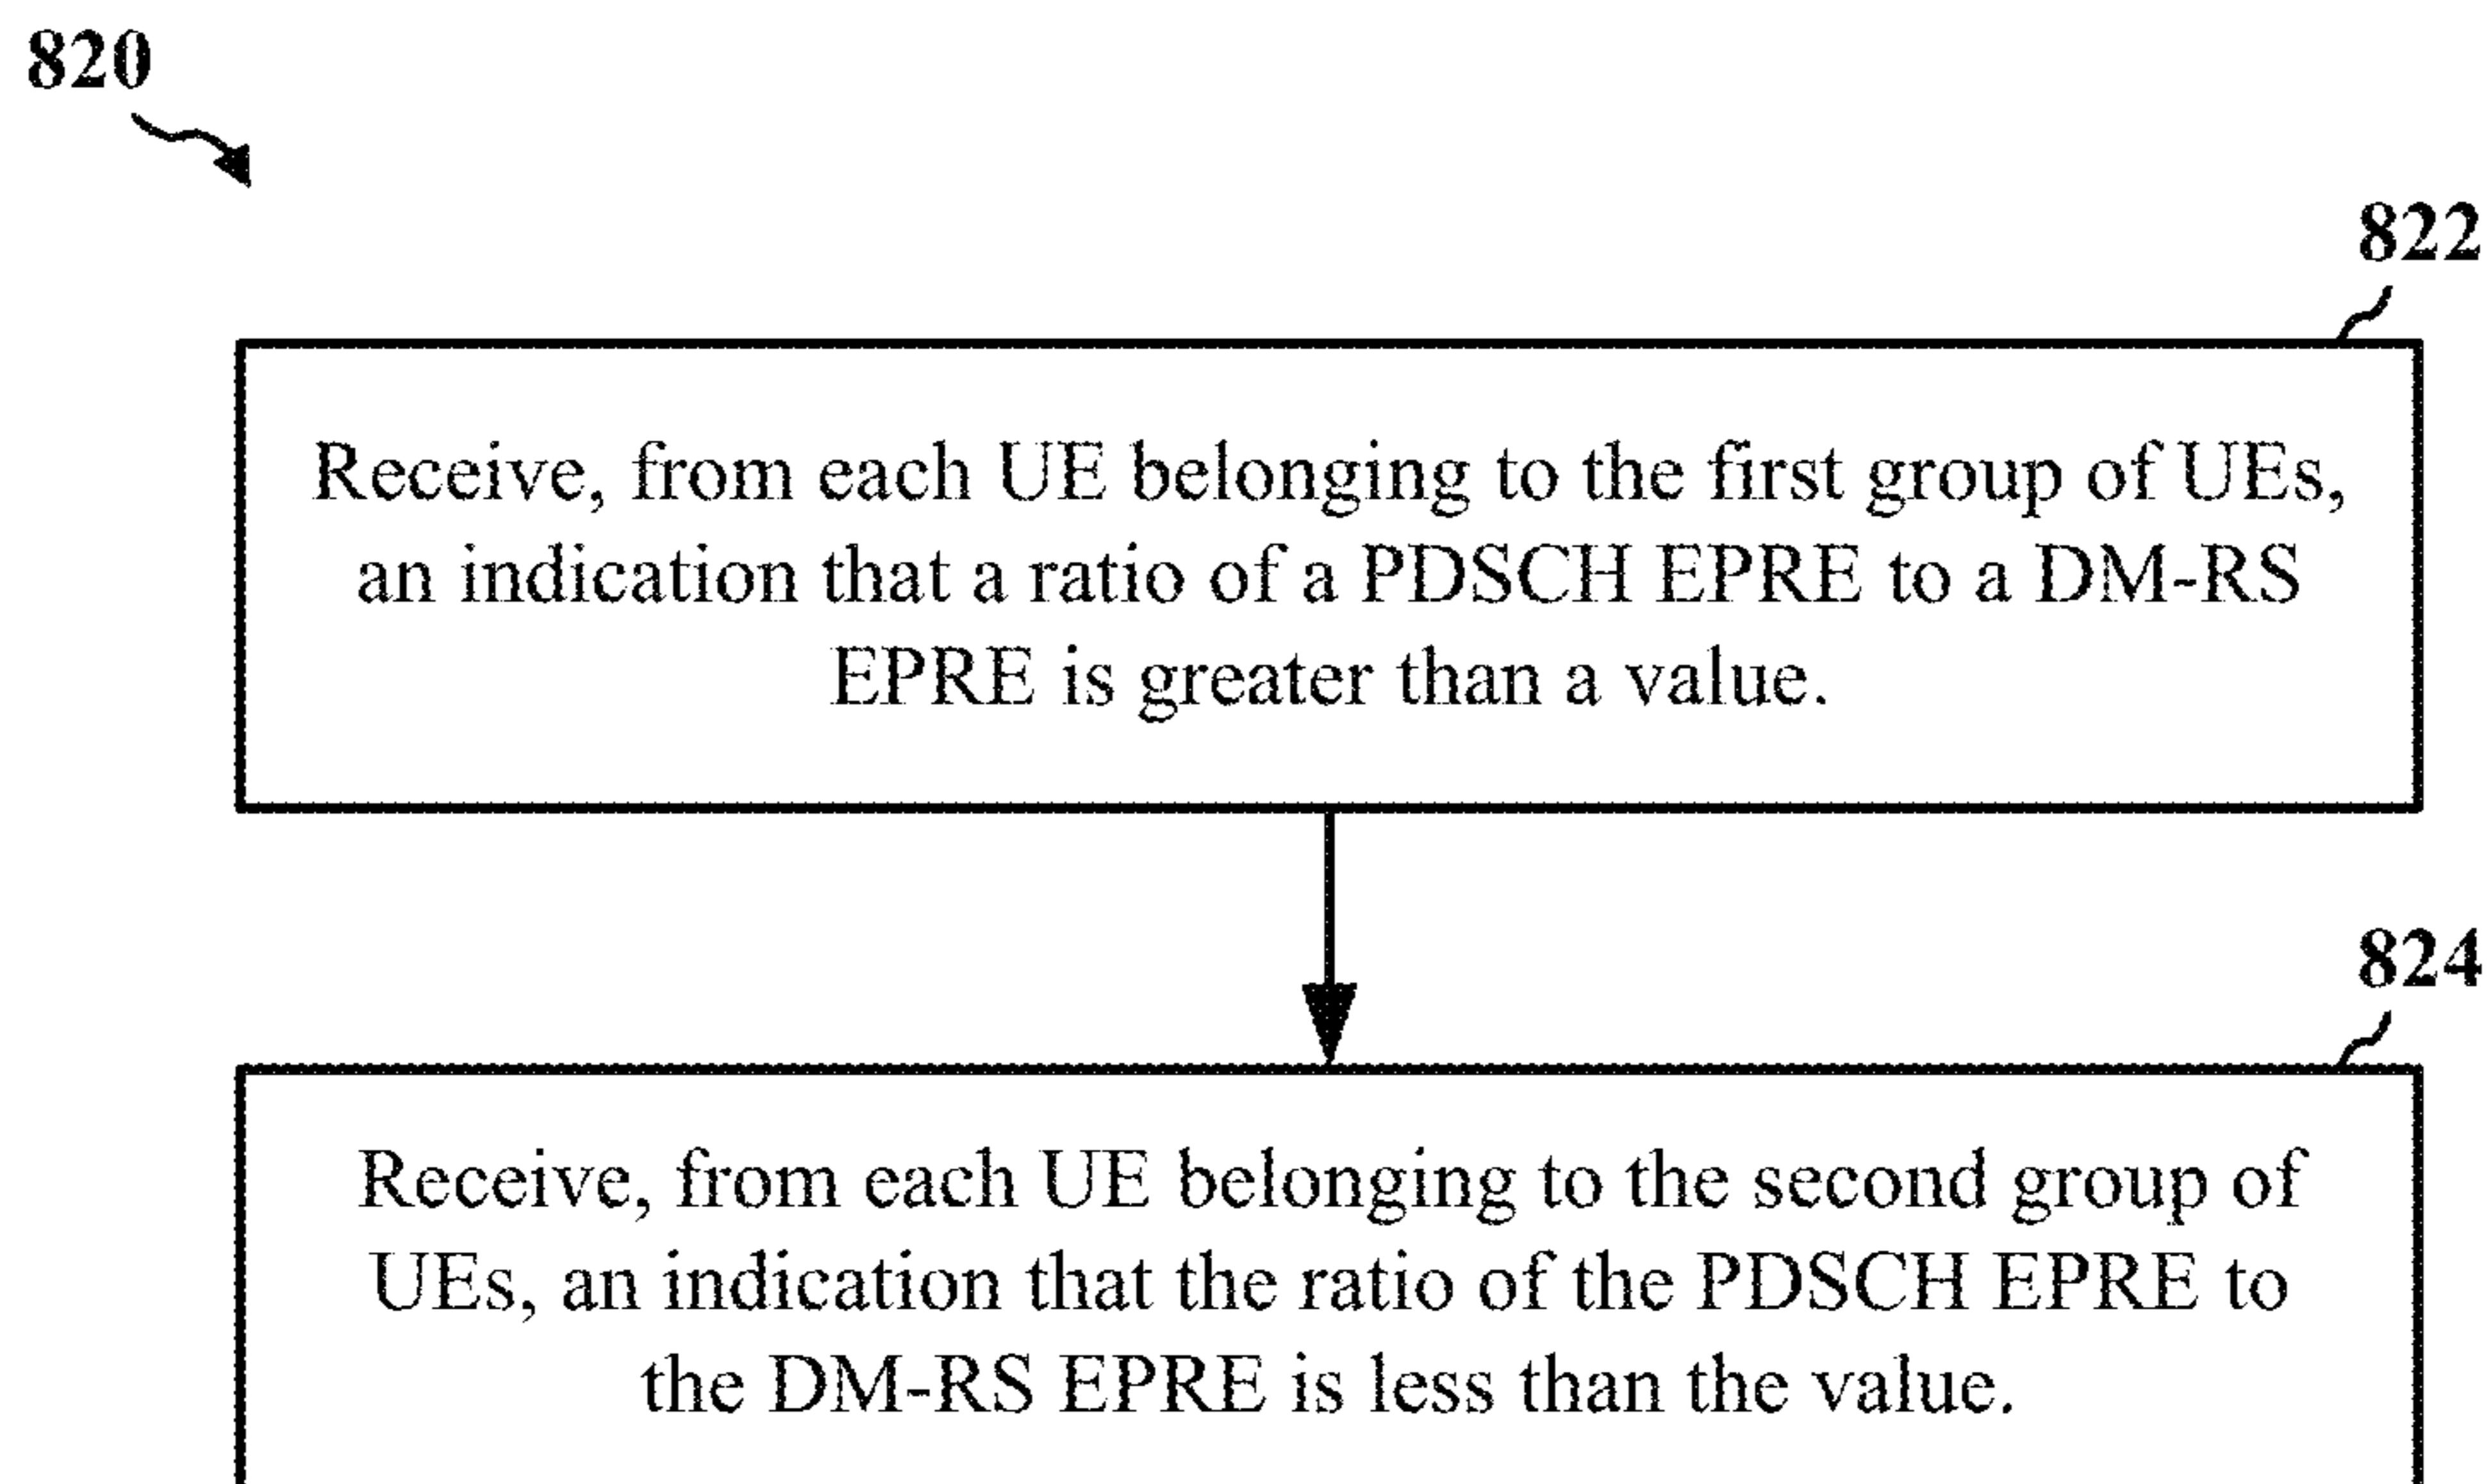 820
822
Receive, from each UE belonging to the first group of UEs,
an indication that a ratio of a PDSCH EPRE to a DM-RS
EPRE is greater than a value.
824
Receive, from each UE belonging to the second group of
UEs, an indication that the ratio of the PDSCH EPRE to
the DM-RS EPRE is less than the value.